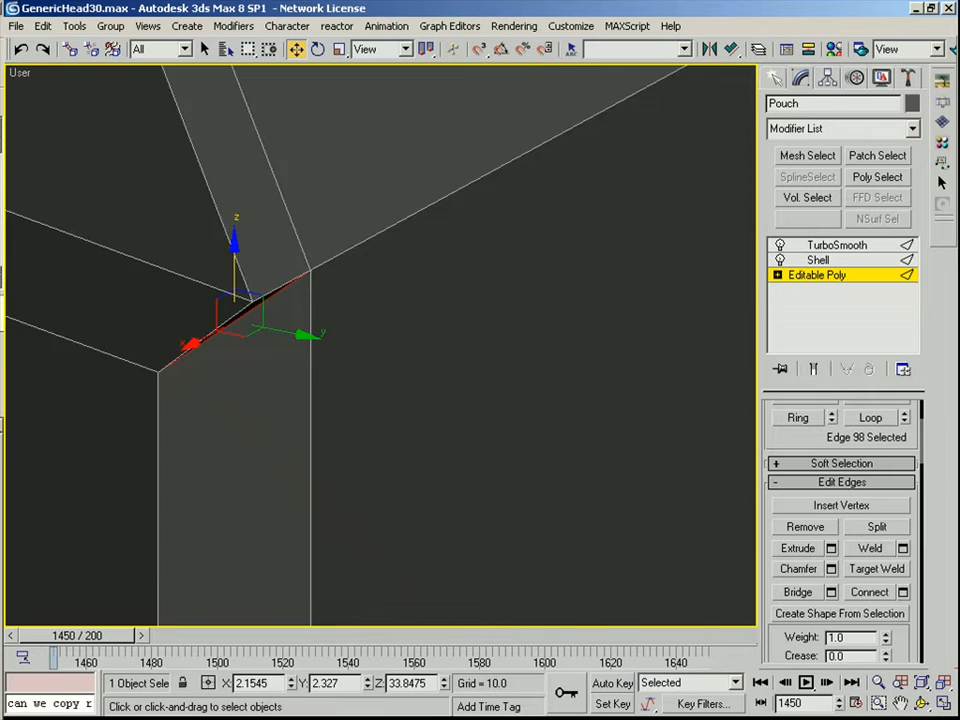 GenericHead30.max - Autodesk 3ds Max 8 SP1 - Network License
File Edit Tools Group Views Create Modifiers Character reactor Animation Graph Editors Rendering Customize MAXScript Help
All View View
User
Pouch
Modifier List
Mesh Select Patch Select
SplineSelect Poly Select
Vol. Select FFD Select
NSurf Sel
TurboSmooth
Shell
Editable Poly
Ring Loop
Edge 98 Selected
+ Soft Selection
- Edit Edges
Insert Vertex
Remove Split
Extrude Weld
Chamfer Target Weld
Bridge Connect
Create Shape From Selection
Weight: 1.0
Crease: 0.0
z
x
y
< 1450 / 200 >
1460 1480 1500 1520 1540 1560 1580 1600 1620 1640
1 Object Sele X: 2.1545 Y: 2.327 Z: 33.8475 Grid = 10.0 Auto Key Selected
can we copy r Click or click-and-drag to select objects Add Time Tag Set Key Key Filters... 1450